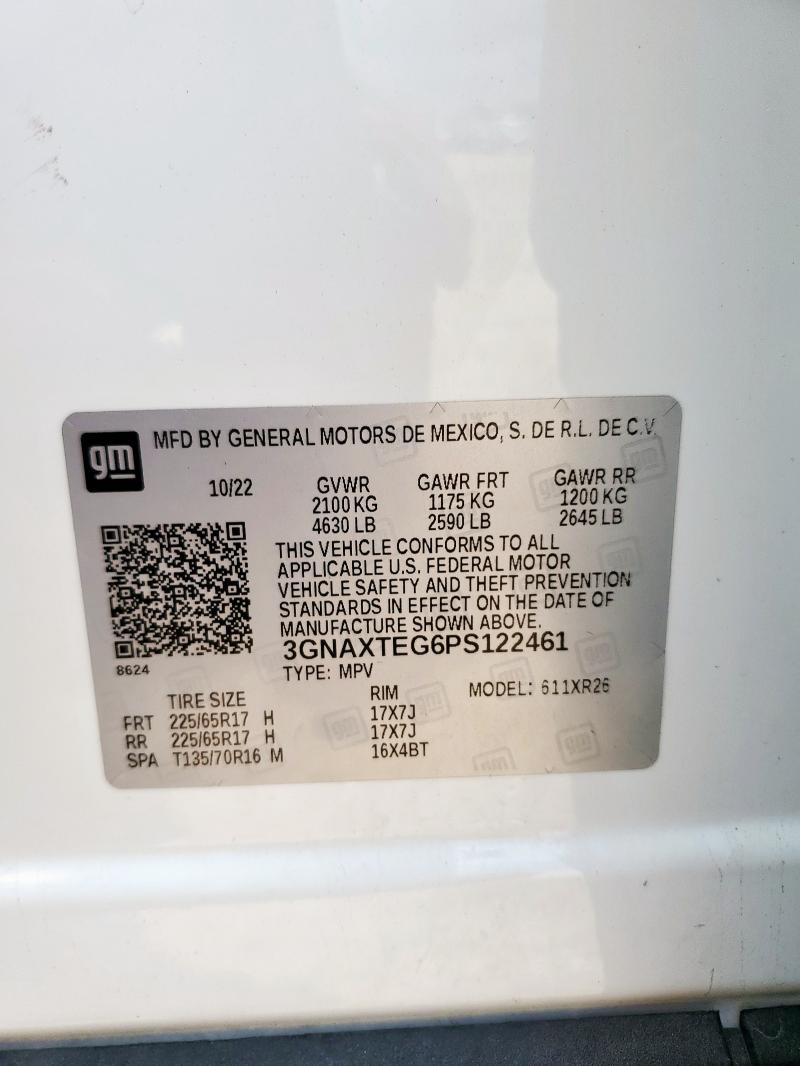 gm
MFD BY GENERAL MOTORS DE MEXICO, S. DE R.L. DE C.V.
10/22 GVWR GAWR FRT GAWR RR
2100 KG 1175 KG 1200 KG
4630 LB 2590 LB 2645 LB
THIS VEHICLE CONFORMS TO ALL
APPLICABLE U.S. FEDERAL MOTOR
VEHICLE SAFETY AND THEFT PREVENTION
STANDARDS IN EFFECT ON THE DATE OF
MANUFACTURE SHOWN ABOVE.
3GNAXTEG6PS122461
8624
TYPE: MPV MODEL: 611XR26
TIRE SIZE RIM
FRT 225/65R17 H 17X7J
RR 225/65R17 H 17X7J
SPA T135/70R16 M 16X4BT